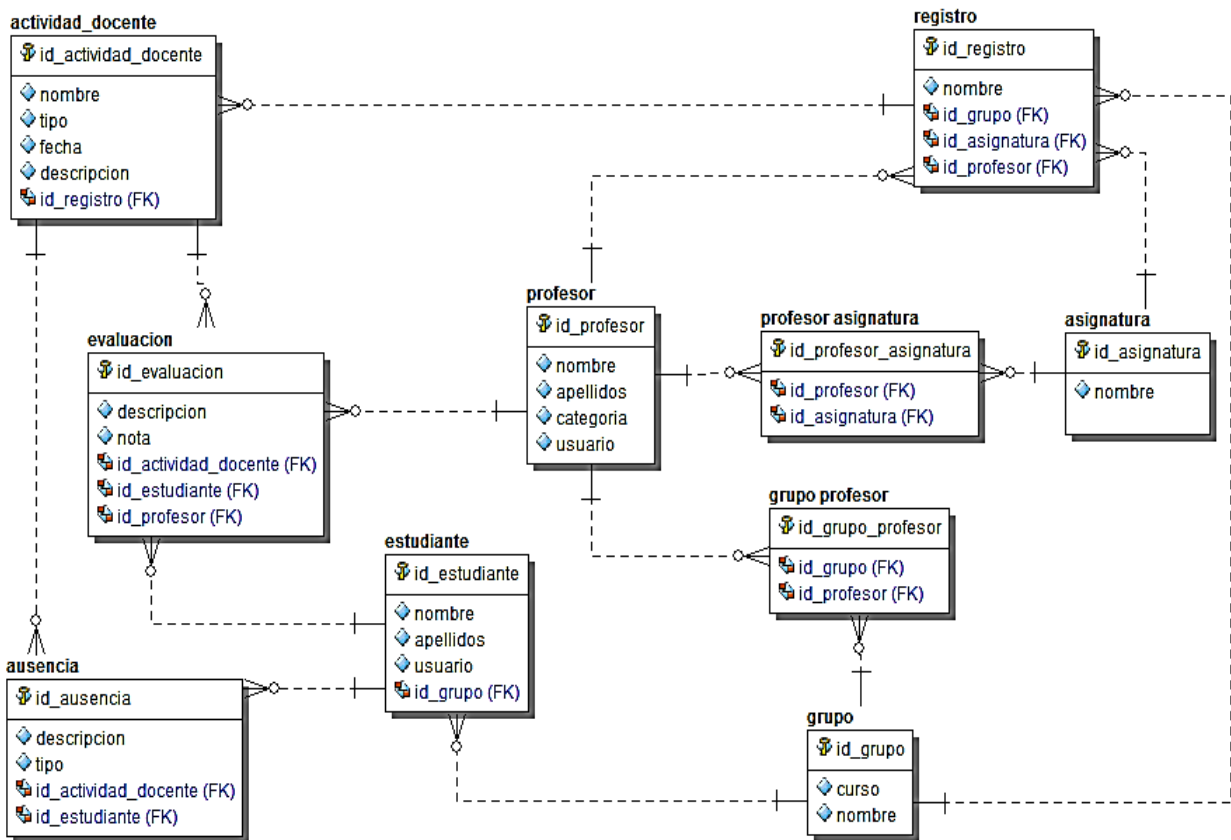 actividad_docente
id_actividad_docente
nombre
tipo
fecha
descripcion
id_registro (FK)
registro
id_registro
nombre
id_grupo (FK)
id_asignatura (FK)
id_profesor (FK)
profesor
id_profesor
nombre
apellidos
categoria
usuario
profesor asignatura
id_profesor_asignatura
id_profesor (FK)
id_asignatura (FK)
asignatura
id_asignatura
nombre
evaluacion
id_evaluacion
descripcion
nota
id_actividad_docente (FK)
id_estudiante (FK)
id_profesor (FK)
grupo profesor
id_grupo_profesor
id_grupo (FK)
id_profesor (FK)
estudiante
id_estudiante
nombre
apellidos
usuario
id_grupo (FK)
ausencia
id_ausencia
descripcion
tipo
id_actividad_docente (FK)
id_estudiante (FK)
grupo
id_grupo
curso
nombre